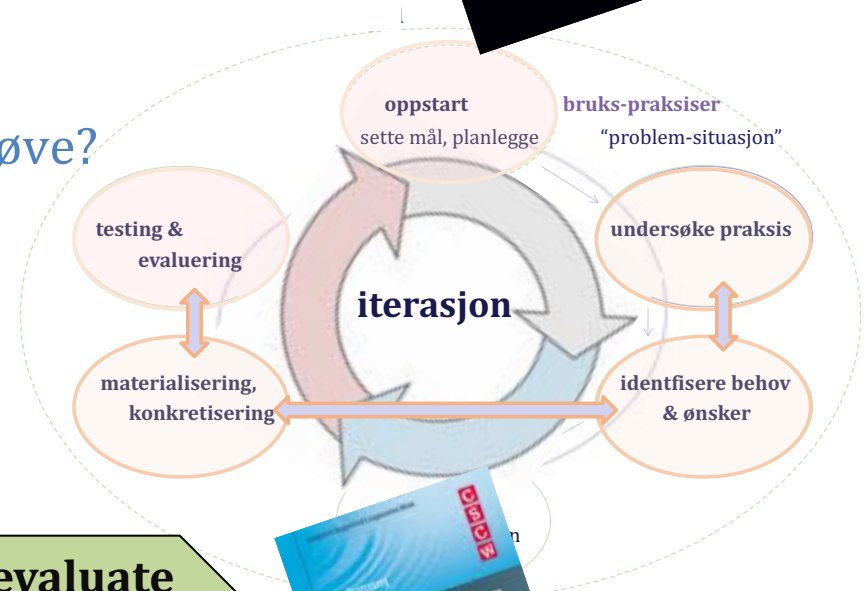 oppstart
sette mål, planlegge
bruks-praksiser
“problem-situasjon”
øve?
testing &
evaluering
undersøke praksis
iterasjon
materialisering,
konkretisering
identfisere behov
& ønsker
CSCW
n
evaluate